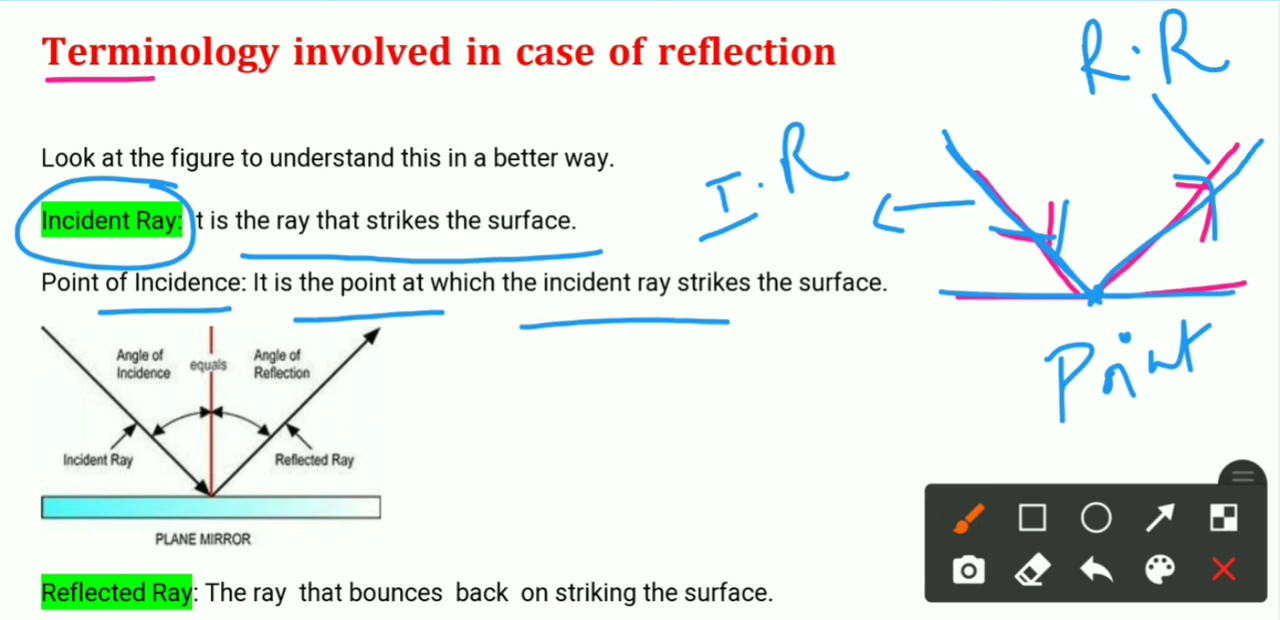 Terminology involved in case of reflection
R.R
Look at the figure to understand this in a better way.
I.R
Incident Ray: It is the ray that strikes the surface.
Point of Incidence: It is the point at which the incident ray strikes the surface.
Point
Angle of
Incidence
equals
Angle of
Reflection
Incident Ray
Reflected Ray
PLANE MIRROR
Reflected Ray: The ray that bounces back on striking the surface.